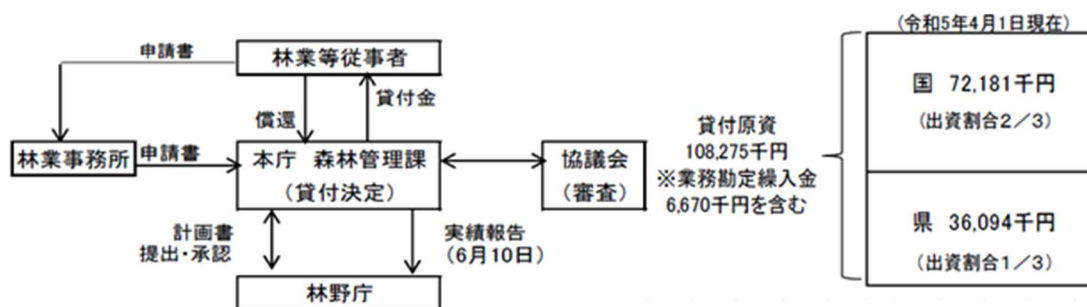 (令和5年4月1日現在)
申請書
林業等従事者
貸付金
償還
林業事務所
申請書
本庁 森林管理課
(貸付決定)
協議会
(審査)
貸付原資
108,275千円
※業務勘定繰入金
6,670千円を含む
国 72,181千円
(出資割合2/3)
県 36,094千円
(出資割合1/3)
計画書
提出・承認
実績報告
(6月10日)
林野庁